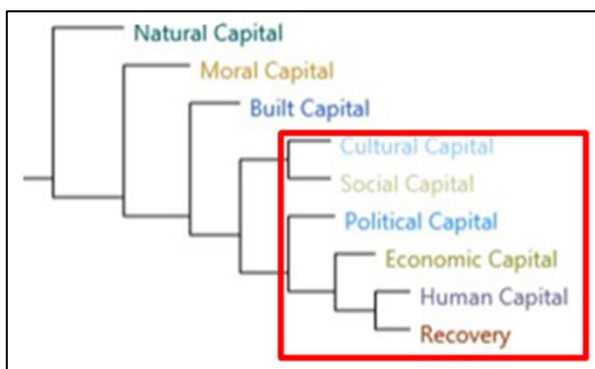 Natural Capital
Moral Capital
Built Capital
Cultural Capital
Social Capital
Political Capital
Economic Capital
Human Capital
Recovery